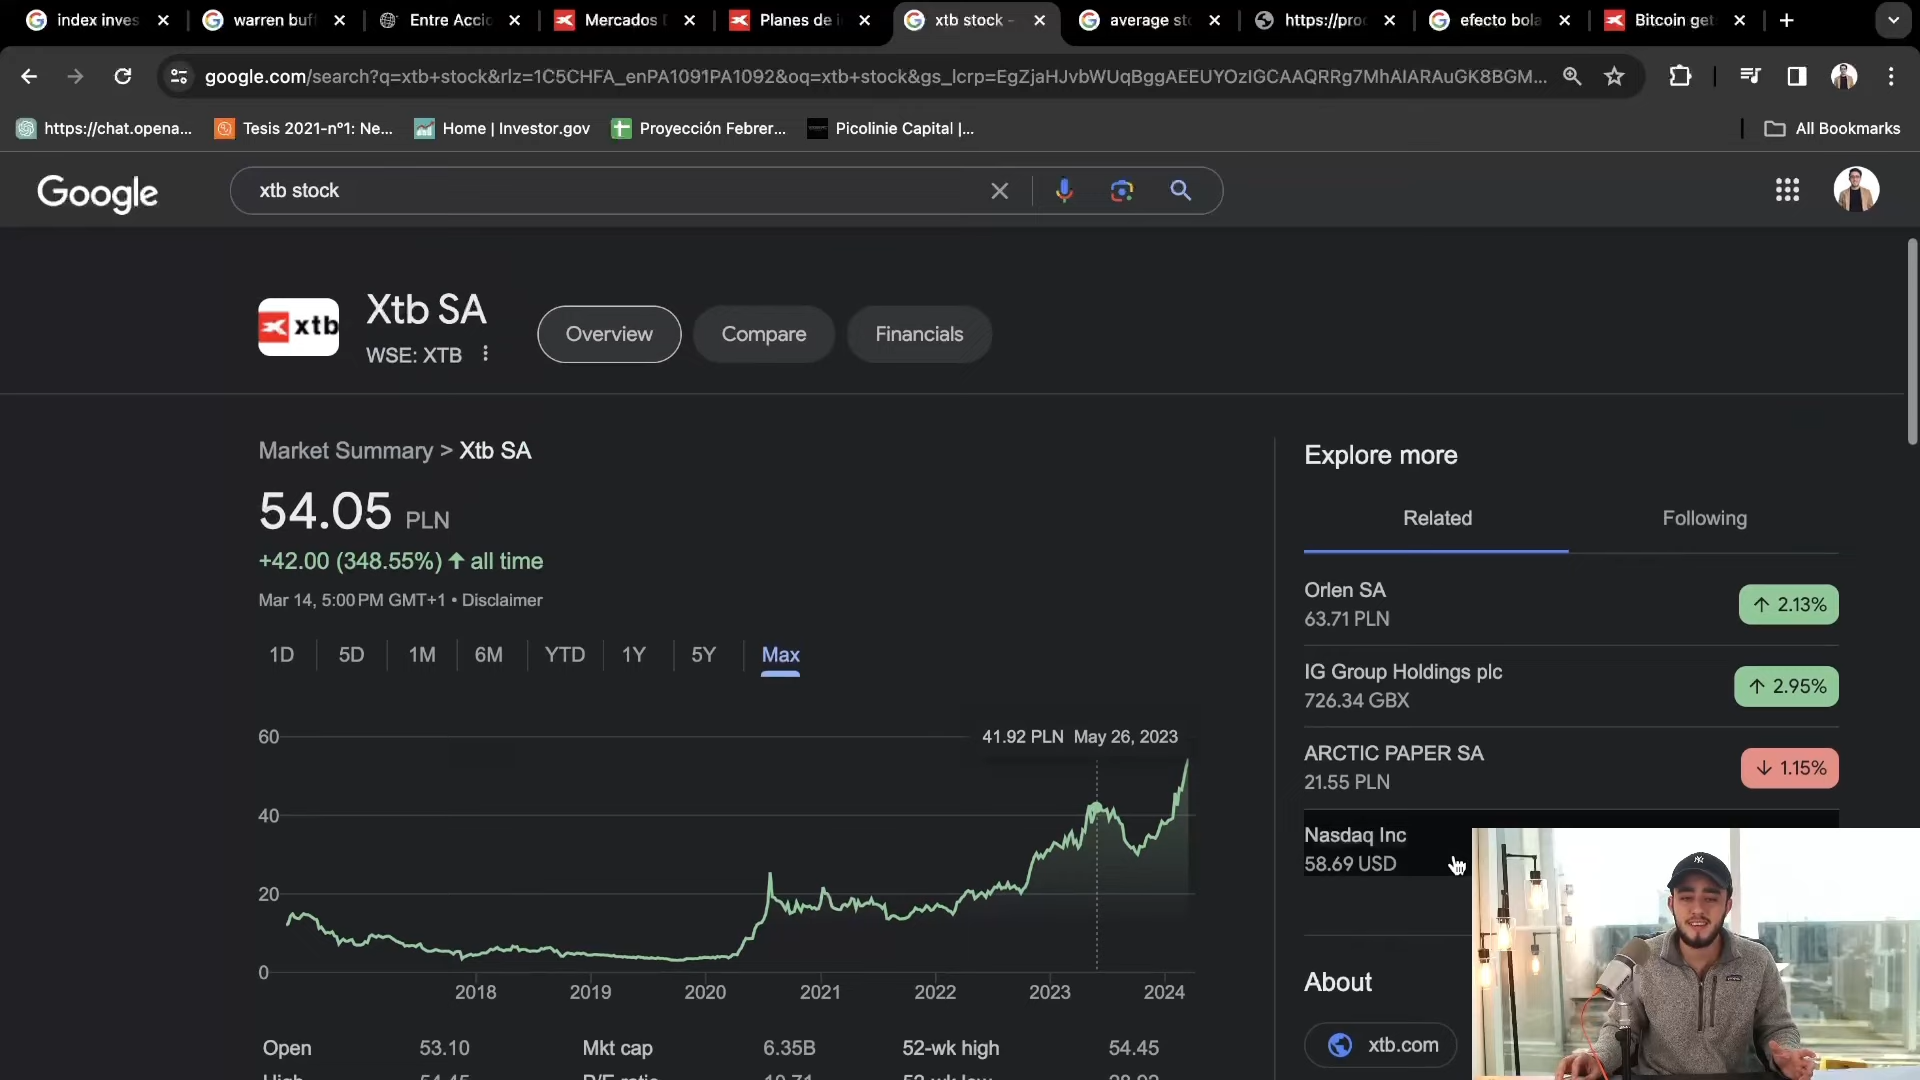 index inves
warren buf
Entre Accio
Mercados
Planes de i
xtb stock -
average sto
https://pro
efecto bola
Bitcoin get
google.com/search?q=xtb+stock&rlz=1C5CHFA_enPA1091PA1092&oq=xtb+stock&gs_lcrp=EgZjaHJvbWUqBggAEEUYOzIGCAAQRRg7MhAIARAuGK8BGM...
https://chat.opena...
Tesis 2021-nº1: Ne...
Home | Investor.gov
Proyección Febrer...
Picolinie Capital |...
All Bookmarks
Google
xtb stock
xtb
Xtb SA
WSE: XTB
Overview
Compare
Financials
Market Summary > Xtb SA
54.05 PLN
+42.00 (348.55%) ↑ all time
Mar 14, 5:00 PM GMT+1 • Disclaimer
1D
5D
1M
6M
YTD
1Y
5Y
Max
41.92 PLN May 26, 2023
60
40
20
0
2018
2019
2020
2021
2022
2023
2024
Open 53.10
Mkt cap 6.35B
52-wk high 54.45
Explore more
Related
Following
Orlen SA
63.71 PLN
↑ 2.13%
IG Group Holdings plc
726.34 GBX
↑ 2.95%
ARCTIC PAPER SA
21.55 PLN
↓ 1.15%
Nasdaq Inc
58.69 USD
About
xtb.com